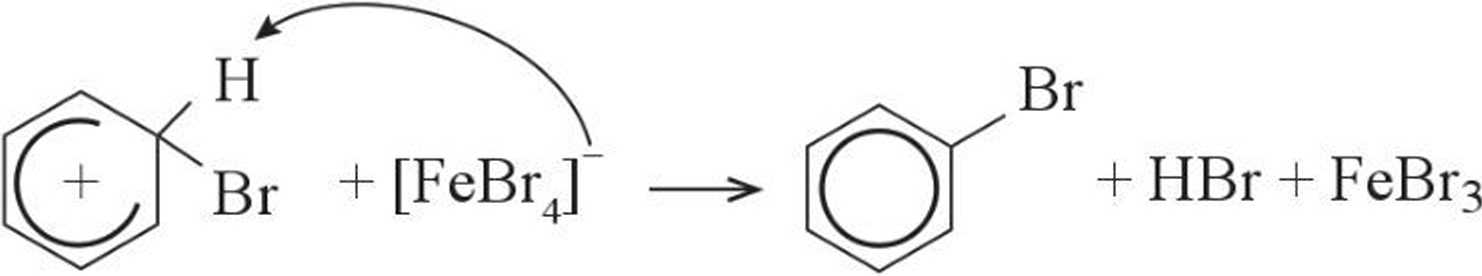 H
+ Br + [FeBr₄]⁻ → Br + HBr + FeBr₃